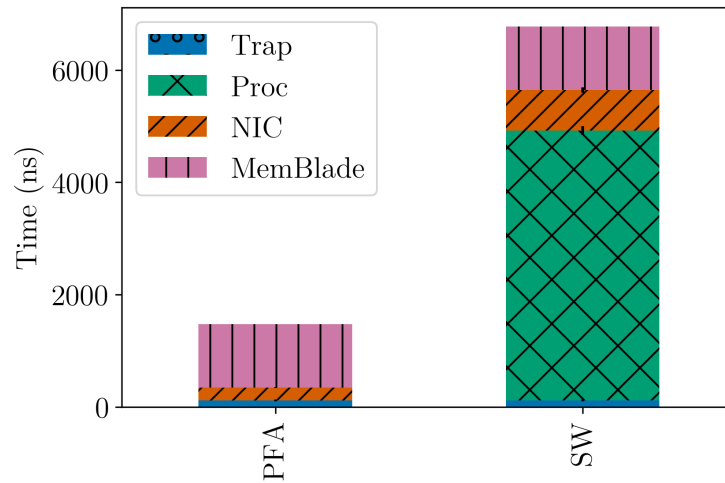 Trap
Proc
NIC
MemBlade
Time (ns)
6000
4000
2000
0
PFA
SW